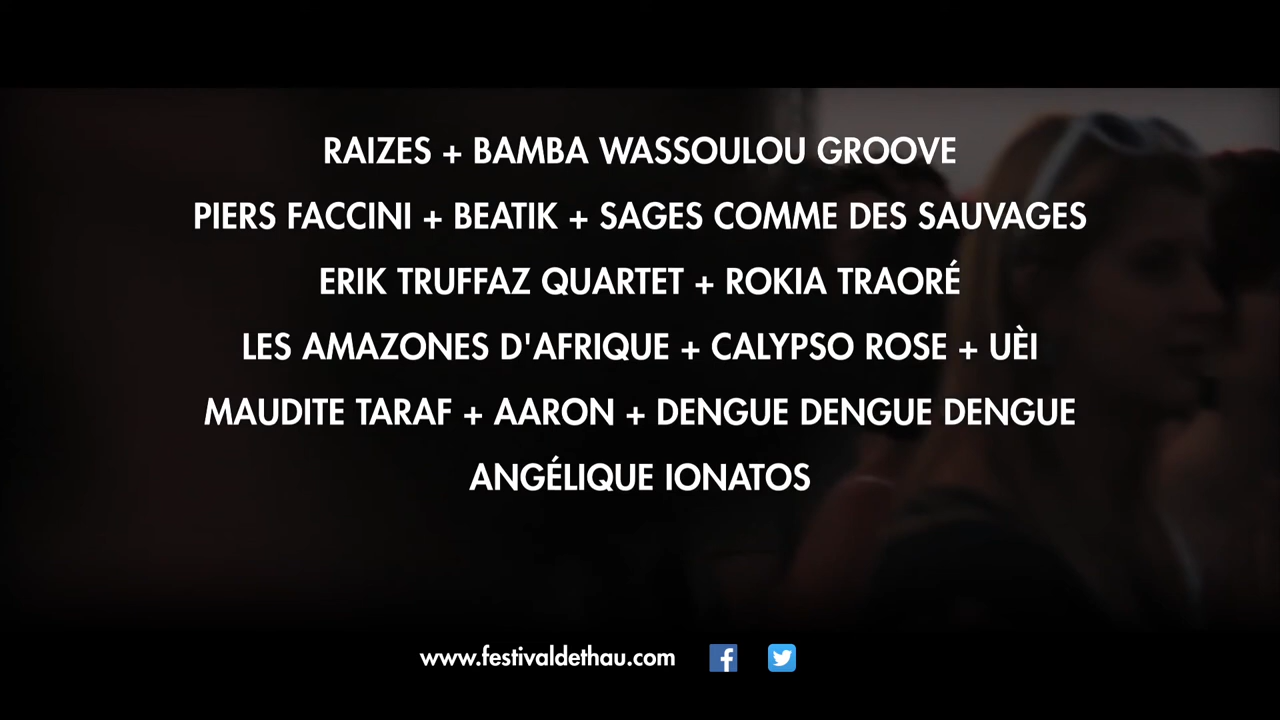 RAIZES + BAMBA WASSOULOU GROOVE
PIERS FACCINI + BEATIK + SAGES COMME DES SAUVAGES
ERIK TRUFFAZ QUARTET + ROKIA TRAORÉ
LES AMAZONES D'AFRIQUE + CALYPSO ROSE + UÈI
MAUDITE TARAF + AARON + DENGUE DENGUE DENGUE
ANGÉLIQUE IONATOS
www.festivaldethau.com